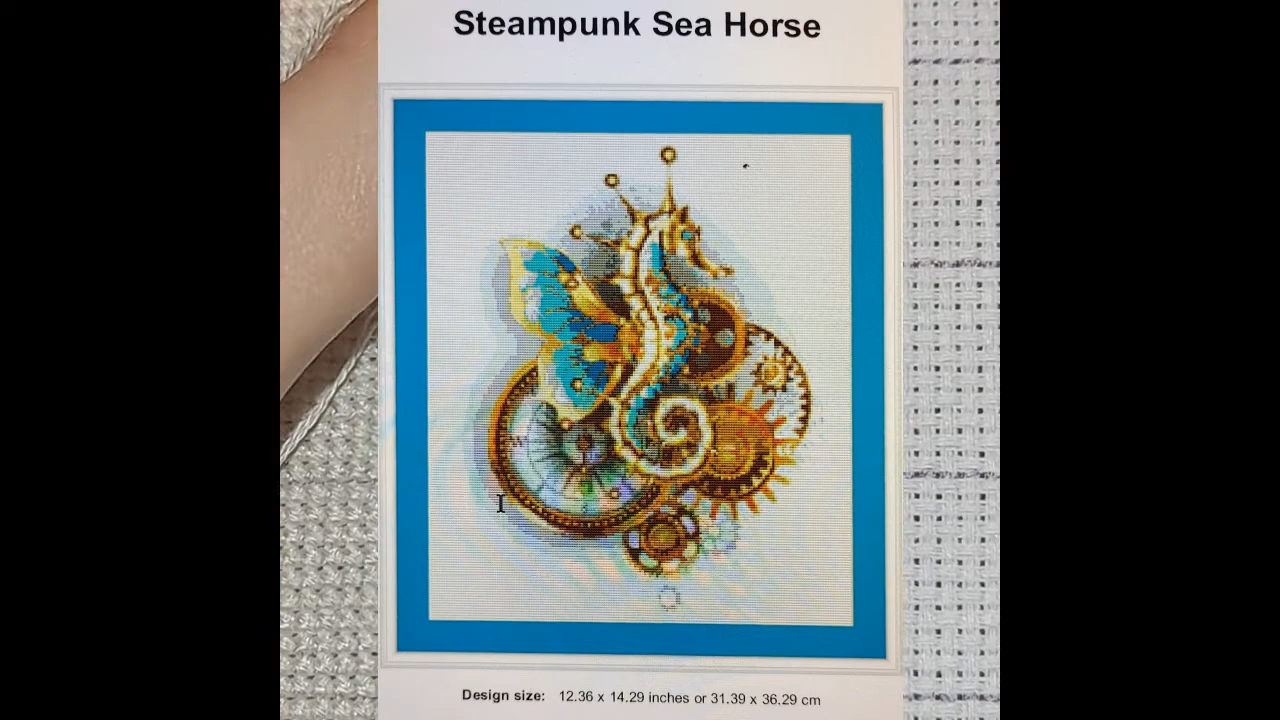 Steampunk Sea Horse
Design size: 12.36 x 14.29 inches or 31.39 x 36.29 cm